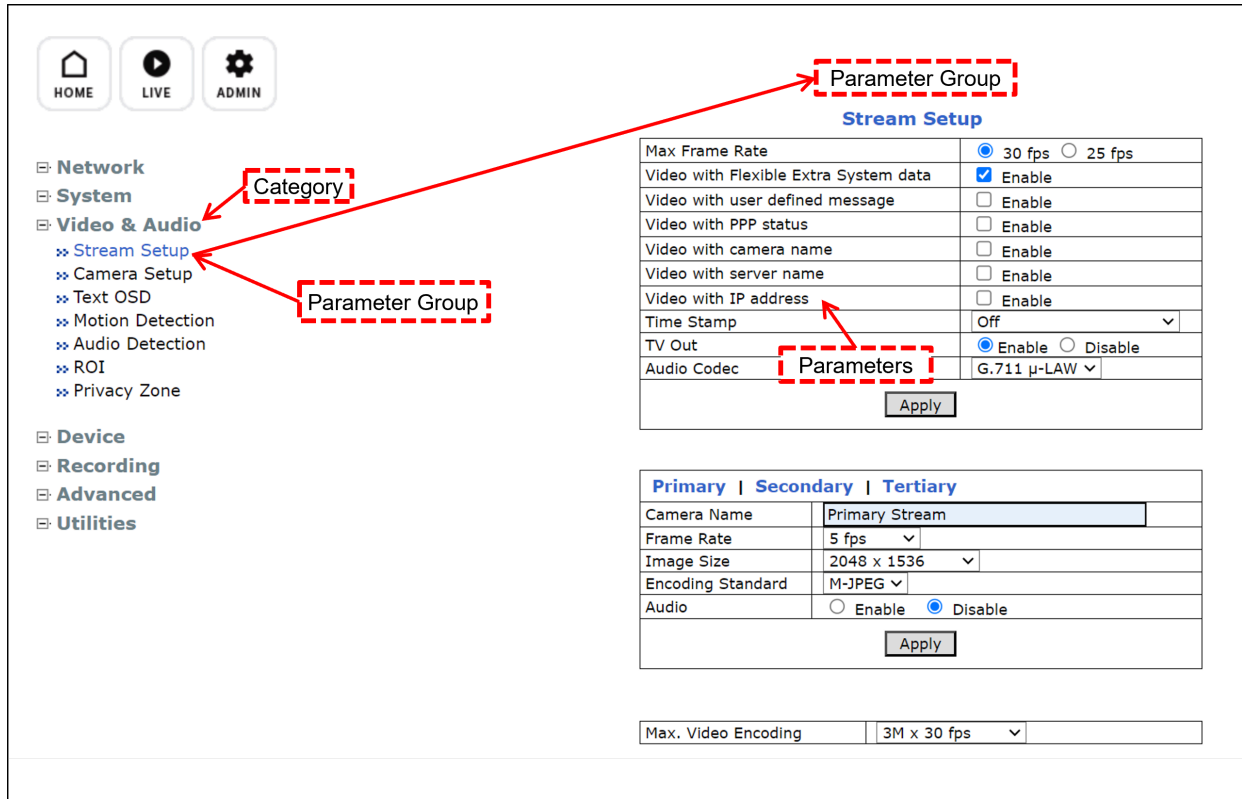 HOME LIVE ADMIN
Parameter Group
Stream Setup
Network
System
Category
Video & Audio
Stream Setup
Camera Setup
Text OSD
Parameter Group
Motion Detection
Audio Detection
ROI
Privacy Zone
Device
Recording
Advanced
Utilities
Max Frame Rate 30 fps 25 fps
Video with Flexible Extra System data Enable
Video with user defined message Enable
Video with PPP status Enable
Video with camera name Enable
Video with server name Enable
Video with IP address Enable
Time Stamp Off
TV Out Enable Disable
Parameters
Audio Codec G.711 µ-LAW
Apply
Primary | Secondary | Tertiary
Camera Name Primary Stream
Frame Rate 5 fps
Image Size 2048 x 1536
Encoding Standard M-JPEG
Audio Enable Disable
Apply
Max. Video Encoding 3M x 30 fps